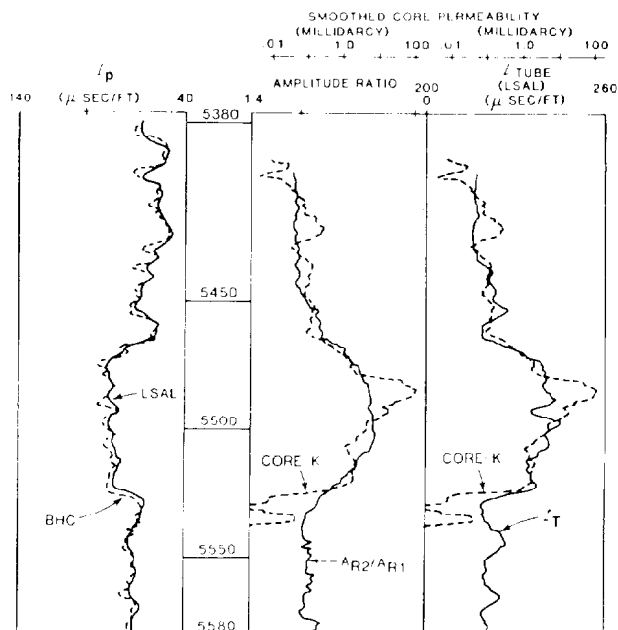 SMOOTHED CORE PERMEABILITY
(MILLIDARCY) (MILLIDARCY)
.01 1.0 100 .01 1.0 100
tp AMPLITUDE RATIO t TUBE
(LSAL)
(μ SEC/FT) (μ SEC/FT)
140 40 1 4 200 0 260
5380
5450
LSAL
5500
CORE K CORE K
BHC
tT
5550
AR2/AR1
5580